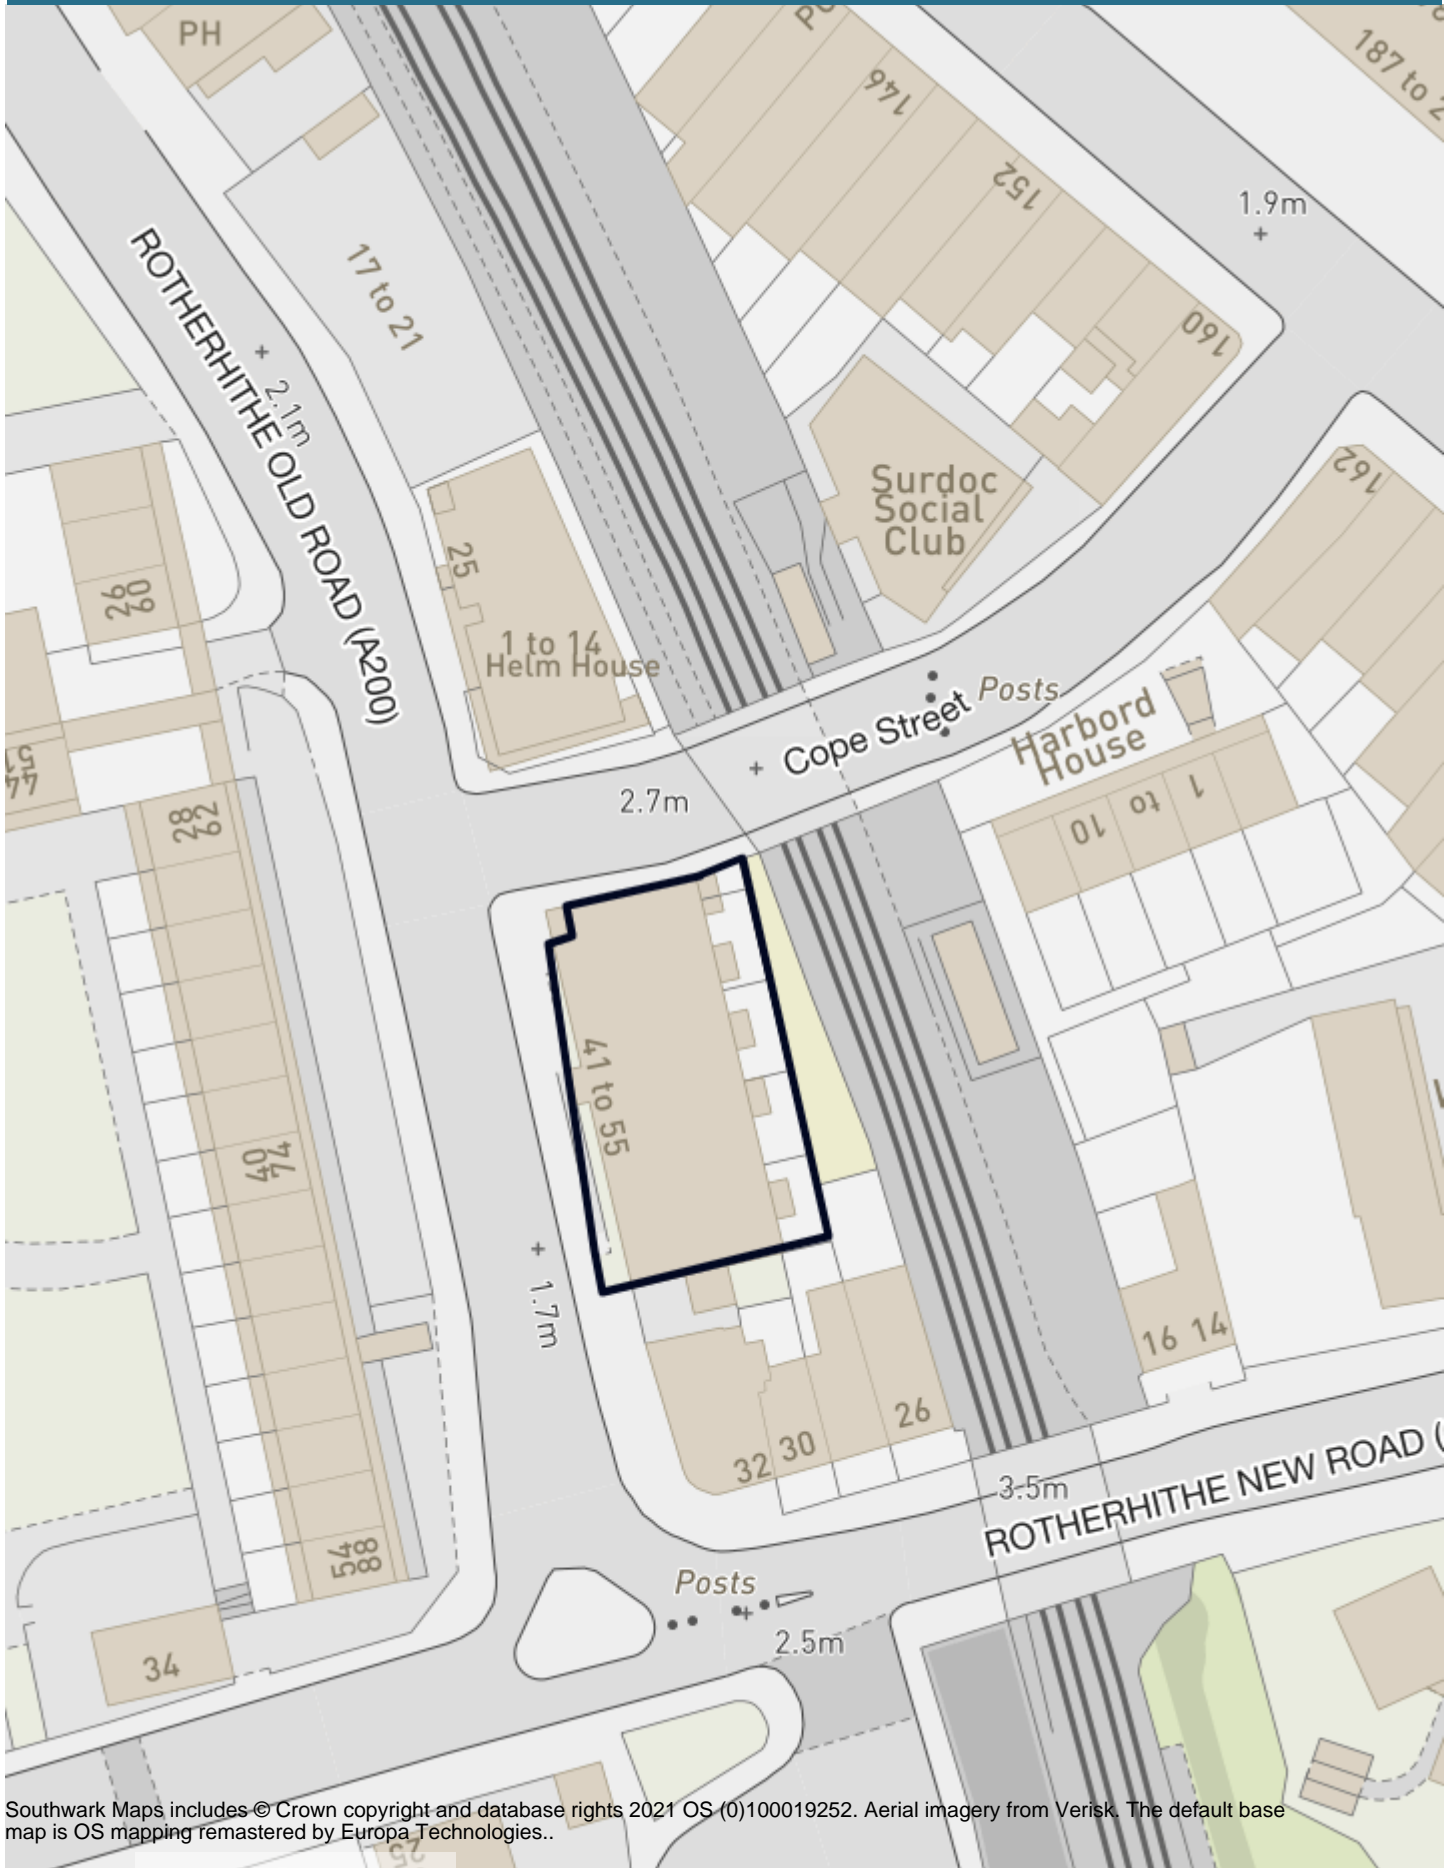 PH
146
187 to 2
152
1.9m
ROTHERHITHE OLD ROAD (A200)
17 to 21
2.1m
160
Surdoc
Social
Club
162
25
26
60
1 to 14
Helm House
Posts
Cope Street
Harbord
House
51
44
2.7m
28
62
1 to 10
41 to 55
40
74
1.7m
16 14
26
32 30
3.5m
ROTHERHITHE NEW ROAD (
54
88
Posts
2.5m
34
Southwark Maps includes © Crown copyright and database rights 2021 OS (0)100019252. Aerial imagery from Verisk. The default base
map is OS mapping remastered by Europa Technologies..
25